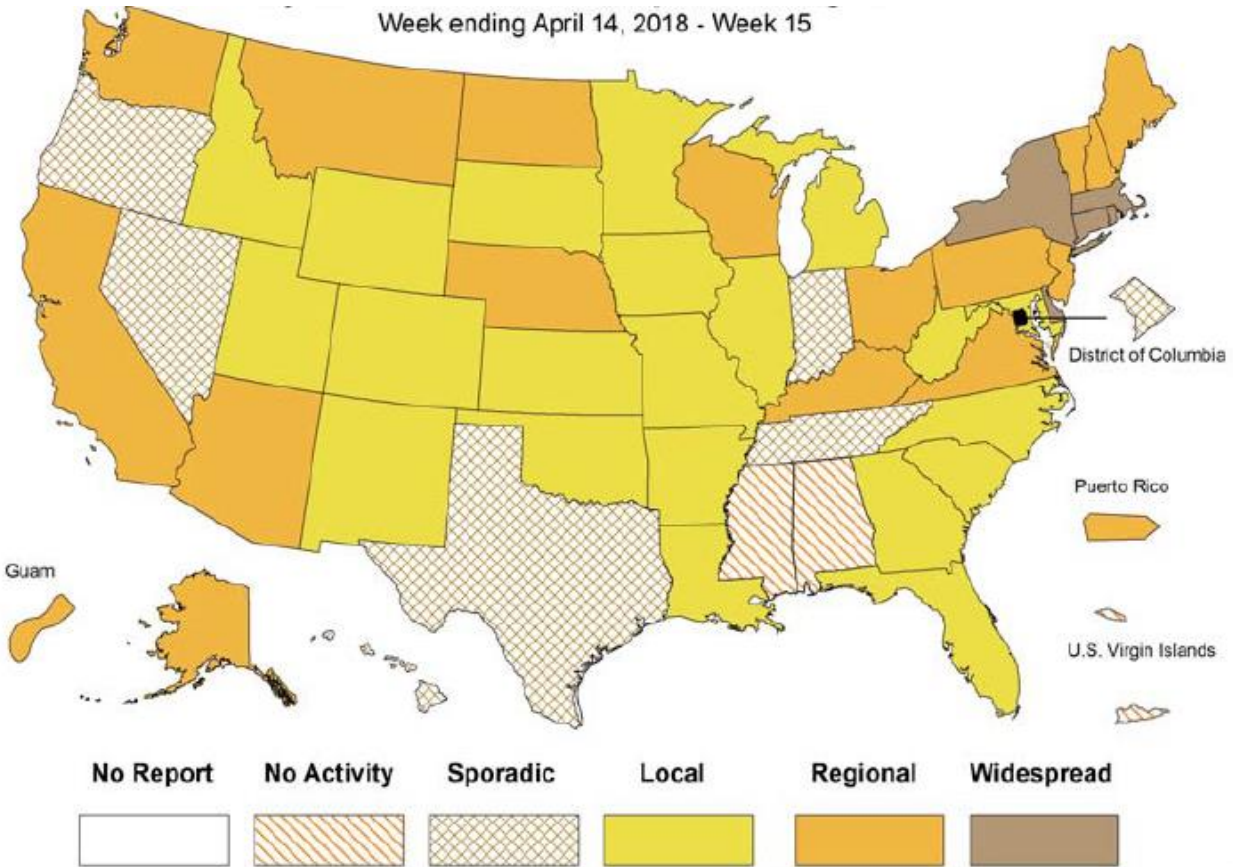 Week ending April 14, 2018 - Week 15
District of Columbia
Puerto Rico
Guam
U.S. Virgin Islands
No Report No Activity Sporadic Local Regional Widespread